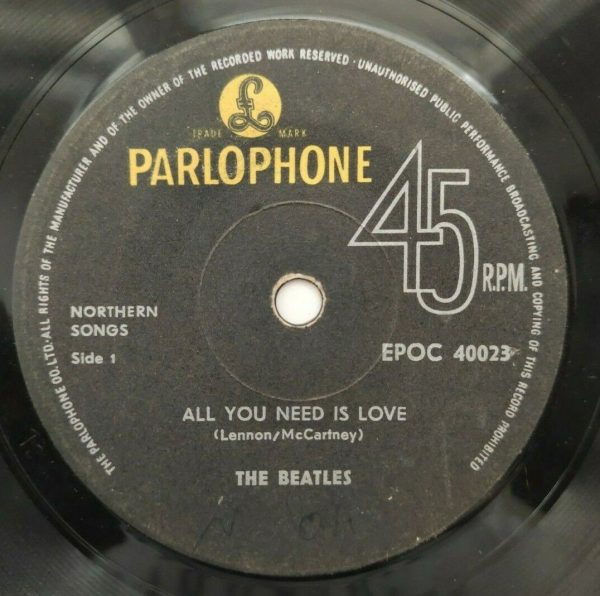 THE PARLOPHONE CO. LTD. ALL RIGHTS OF THE MANUFACTURER AND OF THE OWNER OF THE RECORDED WORK RESERVED · UNAUTHORISED PUBLIC PERFORMANCE BROADCASTING AND COPYING OF THIS RECORD PROHIBITED
£
TRADE MARK
PARLOPHONE
45
R.P.M.
NORTHERN
SONGS
Side 1
EPOC 40023
ALL YOU NEED IS LOVE
(Lennon/McCartney)
THE BEATLES